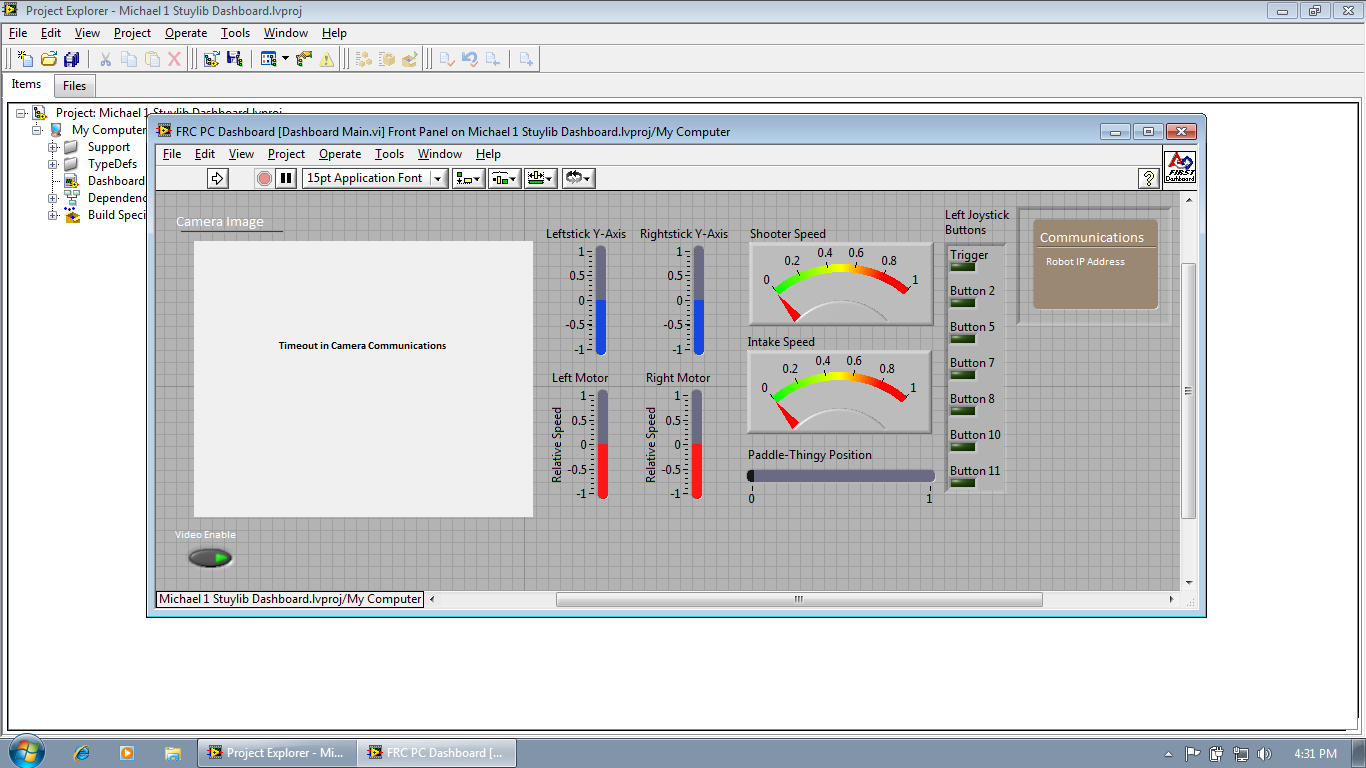 Project Explorer - Michael 1 Stuylib Dashboard.lvproj
File Edit View Project Operate Tools Window Help
Items Files
Project: Michael 1 Stuylib Dashboard.lvproj
My Computer
Support
TypeDefs
Dashboard
Dependenc
Build Speci
FRC PC Dashboard [Dashboard Main.vi] Front Panel on Michael 1 Stuylib Dashboard.lvproj/My Computer
File Edit View Project Operate Tools Window Help
15pt Application Font
?
FIRST
Dashboard
Camera Image
Timeout in Camera Communications
Video Enable
Leftstick Y-Axis
1
0.5
0
-0.5
-1
Rightstick Y-Axis
1
0.5
0
-0.5
-1
Left Motor
Relative Speed
1
0.5
0
-0.5
-1
Right Motor
Relative Speed
1
0.5
0
-0.5
-1
Shooter Speed
0 0.2 0.4 0.6 0.8 1
Intake Speed
0 0.2 0.4 0.6 0.8 1
Paddle-Thingy Position
0 1
Left Joystick
Buttons
Trigger
Button 2
Button 5
Button 7
Button 8
Button 10
Button 11
Communications
Robot IP Address
Michael 1 Stuylib Dashboard.lvproj/My Computer
Project Explorer - Mi...
FRC PC Dashboard [...
4:31 PM